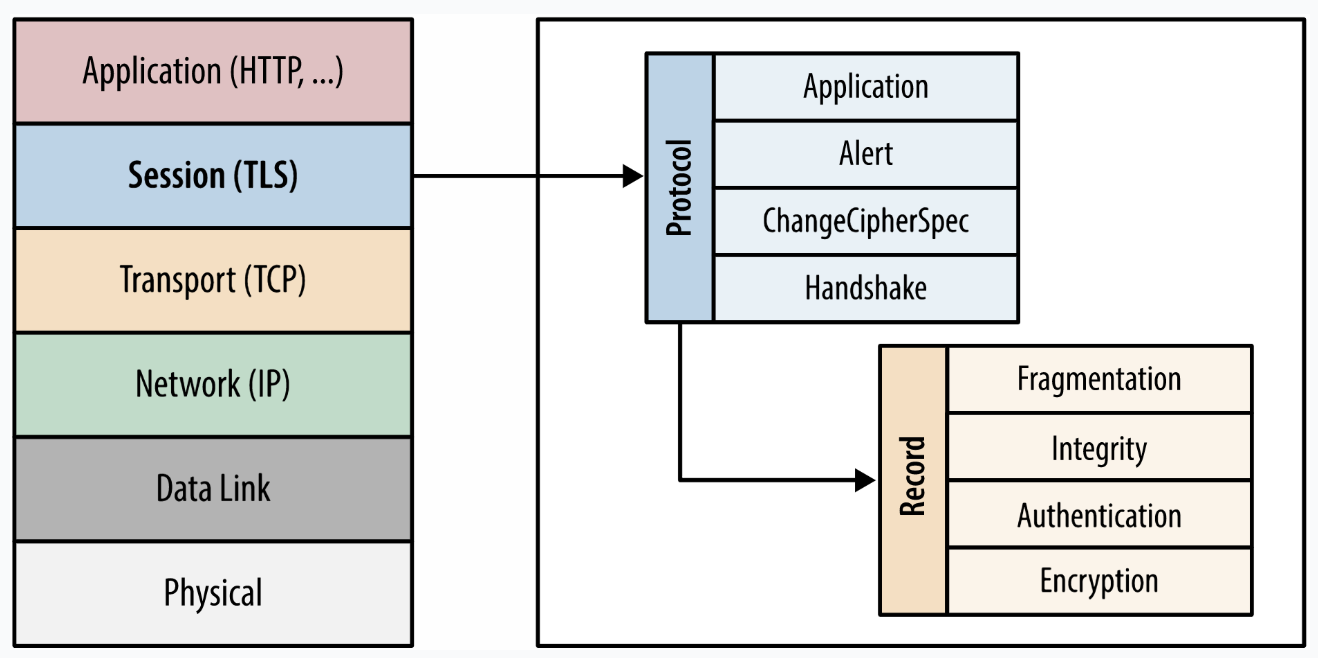 Application (HTTP, ...)
Session (TLS)
Transport (TCP)
Network (IP)
Data Link
Physical
Protocol
Application
Alert
ChangeCipherSpec
Handshake
Record
Fragmentation
Integrity
Authentication
Encryption